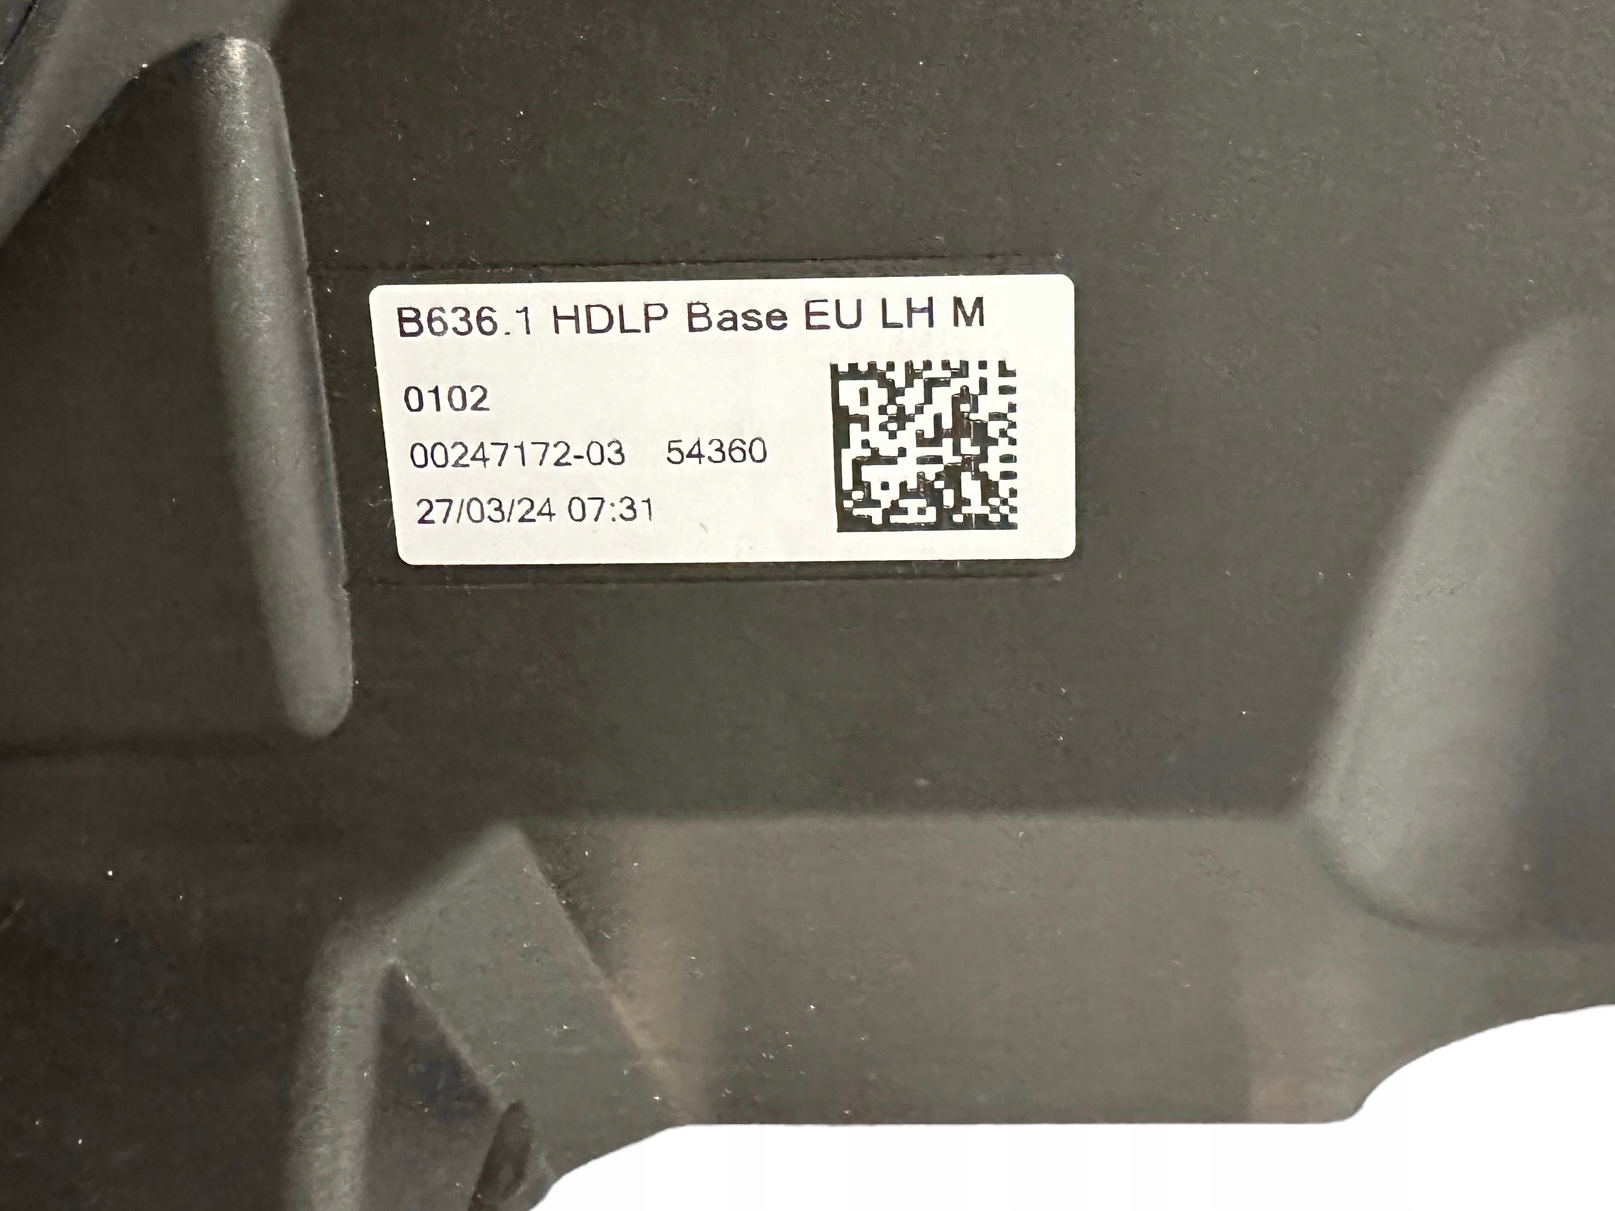 B636.1 HDLP Base EU LH M
0102
00247172-03 54360
27/03/24 07:31